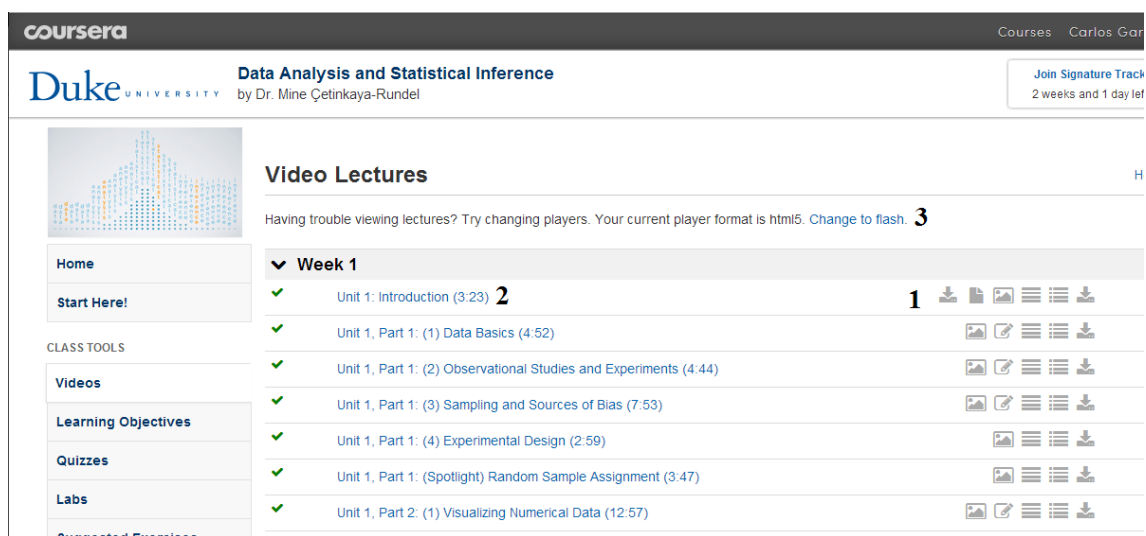 coursera
Courses Carlos Gar
Duke UNIVERSITY
Data Analysis and Statistical Inference
by Dr. Mine Çetinkaya-Rundel
Join Signature Track
2 weeks and 1 day lef
Video Lectures
H
Having trouble viewing lectures? Try changing players. Your current player format is html5. Change to flash. 3
Home
Start Here!
CLASS TOOLS
Videos
Learning Objectives
Quizzes
Labs
Suggested Exercises
Week 1
Unit 1: Introduction (3:23) 2 1
Unit 1, Part 1: (1) Data Basics (4:52)
Unit 1, Part 1: (2) Observational Studies and Experiments (4:44)
Unit 1, Part 1: (3) Sampling and Sources of Bias (7:53)
Unit 1, Part 1: (4) Experimental Design (2:59)
Unit 1, Part 1: (Spotlight) Random Sample Assignment (3:47)
Unit 1, Part 2: (1) Visualizing Numerical Data (12:57)